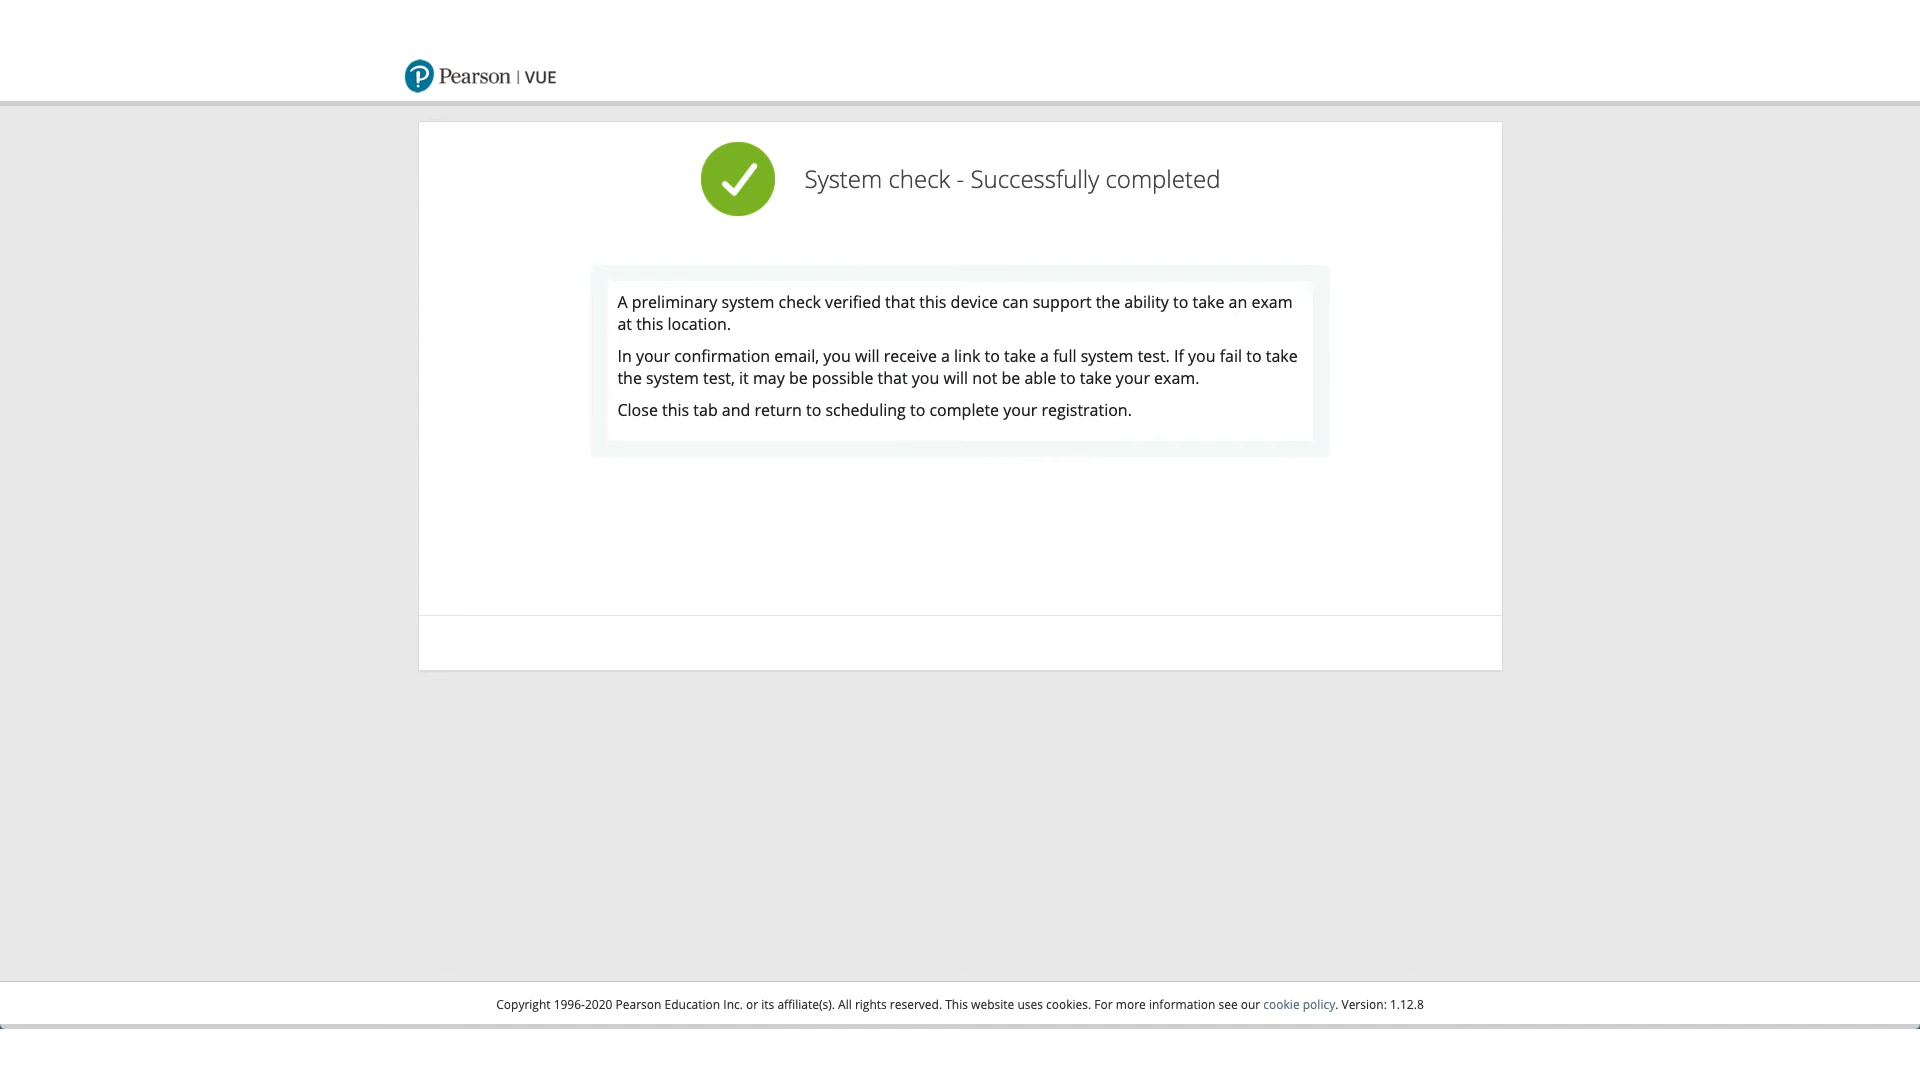 Pearson | VUE
System check - Successfully completed
A preliminary system check verified that this device can support the ability to take an exam
at this location.
In your confirmation email, you will receive a link to take a full system test. If you fail to take
the system test, it may be possible that you will not be able to take your exam.
Close this tab and return to scheduling to complete your registration.
Copyright 1996-2020 Pearson Education Inc. or its affiliate(s). All rights reserved. This website uses cookies. For more information see our cookie policy. Version: 1.12.8